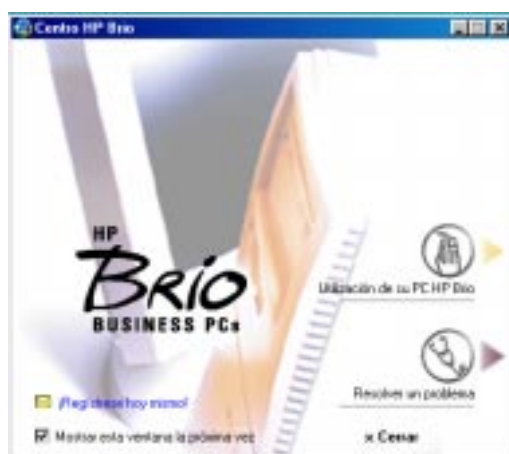 Centro HP Brio
HP
BRIO
BUSINESS PCs
Utilización de su PC HP Brio
Resolver un problema
¡Regístrese hoy mismo!
Mostrar esta ventana la próxima vez
x Cerrar